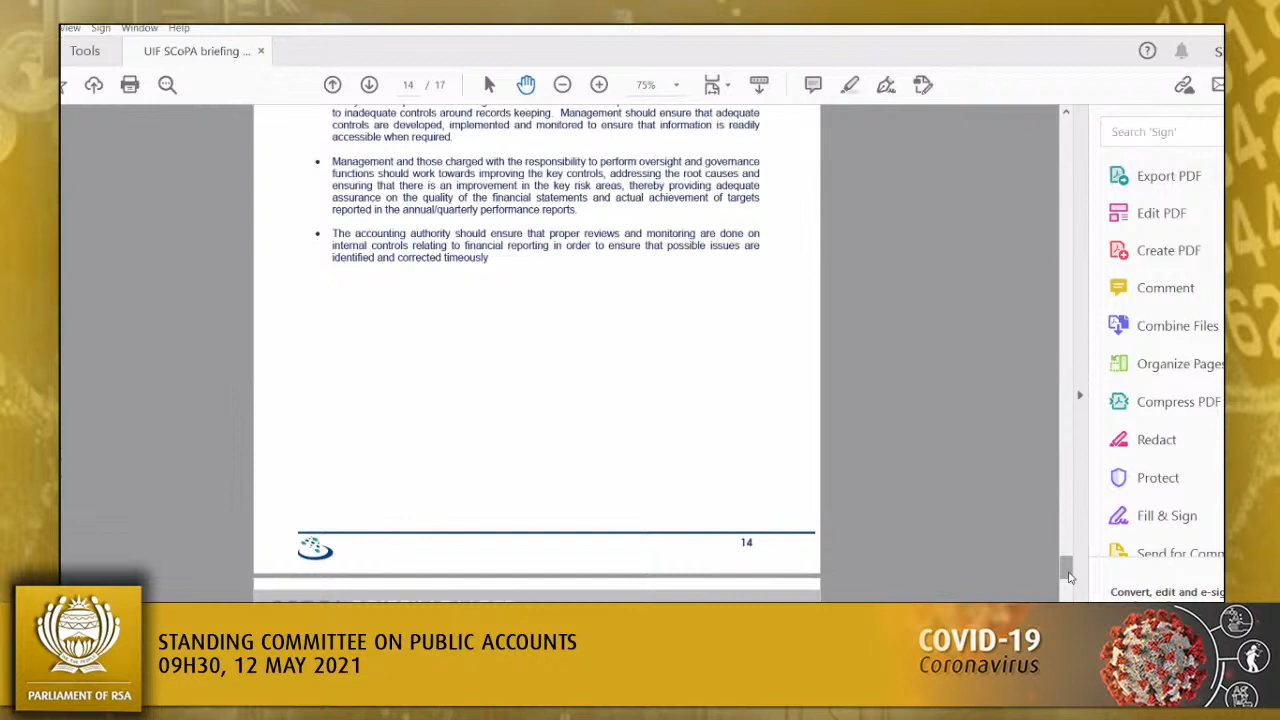 View Sign Window Help
Tools
UIF SCoPA briefing ... ×
S
14 / 17
75%
to inadequate controls around records keeping. Management should ensure that adequate
controls are developed, implemented and monitored to ensure that information is readily
accessible when required.
• Management and those charged with the responsibility to perform oversight and governance
functions should work towards improving the key controls, addressing the root causes and
ensuring that there is an improvement in the key risk areas, thereby providing adequate
assurance on the quality of the financial statements and actual achievement of targets
reported in the annual/quarterly performance reports.
• The accounting authority should ensure that proper reviews and monitoring are done on
internal controls relating to financial reporting in order to ensure that possible issues are
identified and corrected timeously
14
Search 'Sign'
Export PDF
Edit PDF
Create PDF
Comment
Combine Files
Organize Pages
Compress PDF
Redact
Protect
Fill & Sign
Send for Comm
Convert, edit and e-sig
STANDING COMMITTEE ON PUBLIC ACCOUNTS
09H30, 12 MAY 2021
PARLIAMENT OF RSA
COVID-19
Coronavirus